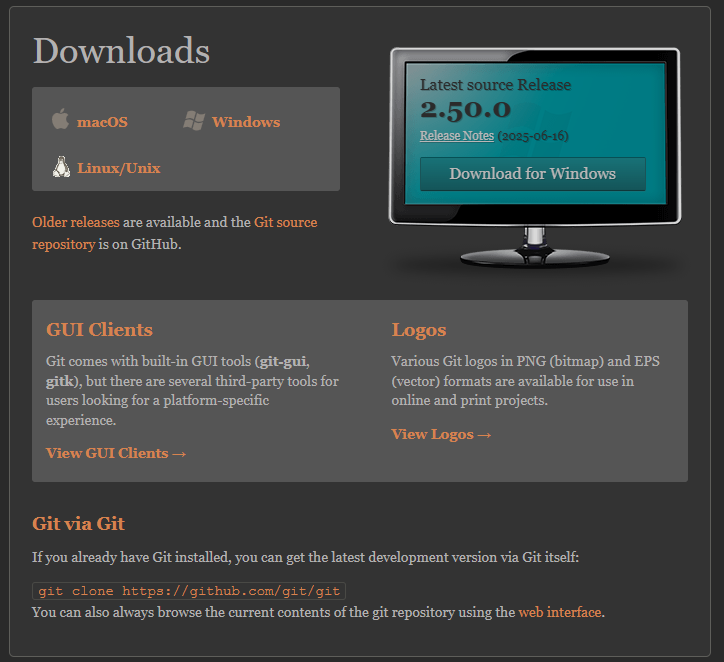 Downloads
macOS
Windows
Linux/Unix
Older releases are available and the Git source
repository is on GitHub.
Latest source Release
2.50.0
Release Notes (2025-06-16)
Download for Windows
GUI Clients
Git comes with built-in GUI tools (git-gui,
gitk), but there are several third-party tools for
users looking for a platform-specific
experience.
View GUI Clients →
Logos
Various Git logos in PNG (bitmap) and EPS
(vector) formats are available for use in
online and print projects.
View Logos →
Git via Git
If you already have Git installed, you can get the latest development version via Git itself:
git clone https://github.com/git/git
You can also always browse the current contents of the git repository using the web interface.